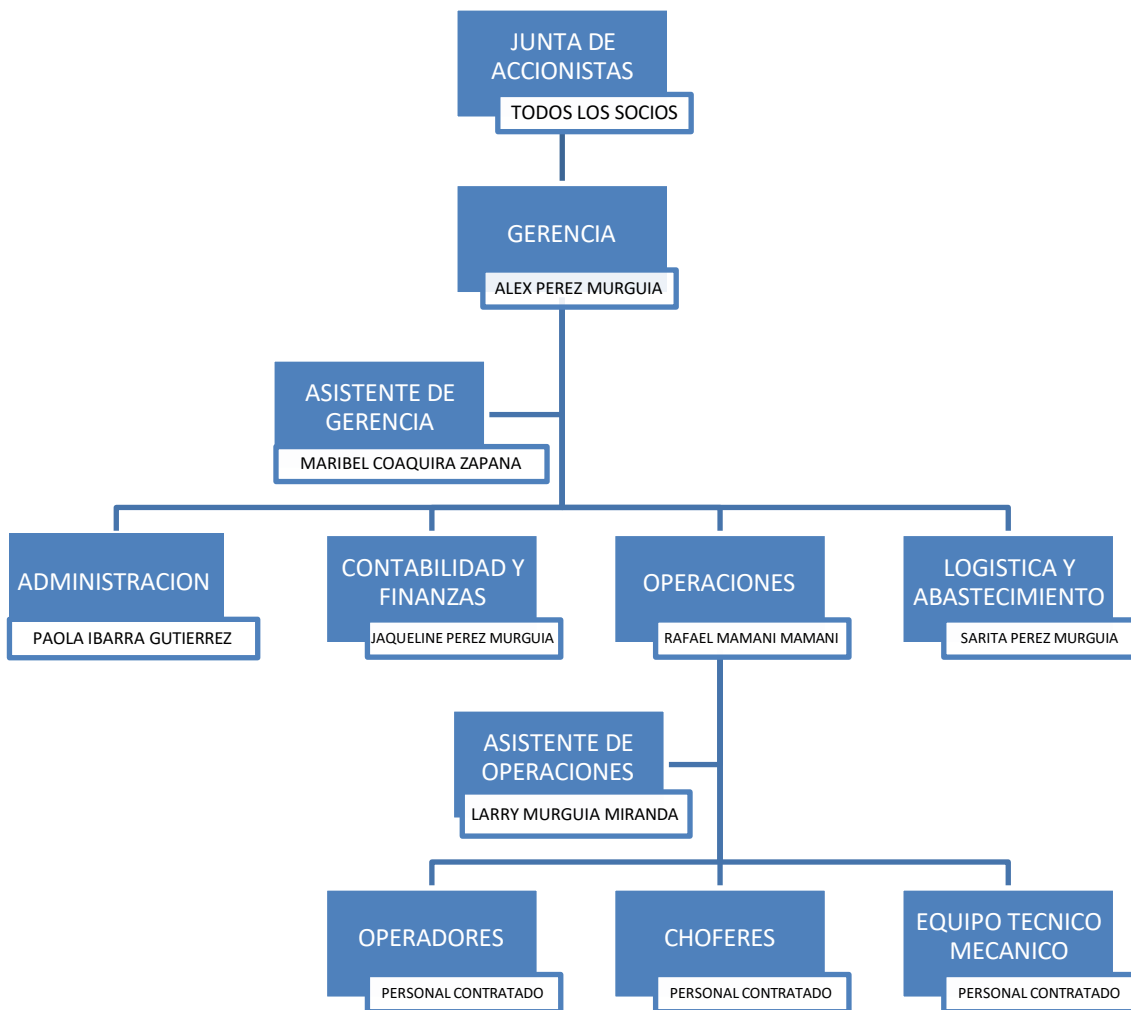 JUNTA DE
ACCIONISTAS
TODOS LOS SOCIOS
GERENCIA
ALEX PEREZ MURGUIA
ASISTENTE DE
GERENCIA
MARIBEL COAQUIRA ZAPANA
ADMINISTRACION
PAOLA IBARRA GUTIERREZ
CONTABILIDAD Y
FINANZAS
JAQUELINE PEREZ MURGUIA
OPERACIONES
RAFAEL MAMANI MAMANI
LOGISTICA Y
ABASTECIMIENTO
SARITA PEREZ MURGUIA
ASISTENTE DE
OPERACIONES
LARRY MURGUIA MIRANDA
OPERADORES
PERSONAL CONTRATADO
CHOFERES
PERSONAL CONTRATADO
EQUIPO TECNICO
MECANICO
PERSONAL CONTRATADO